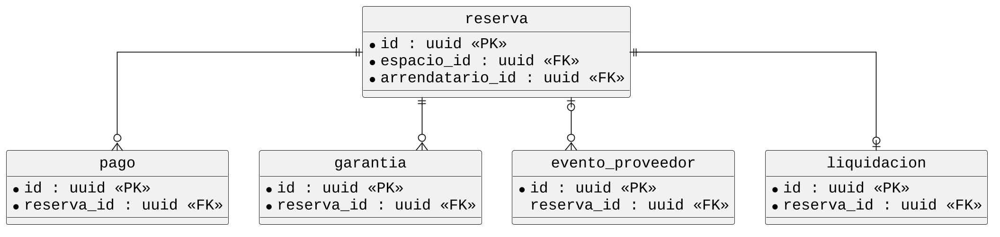 reserva
id : uuid «PK»
espacio_id : uuid «FK»
arrendatario_id : uuid «FK»
pago
id : uuid «PK»
reserva_id : uuid «FK»
garantia
id : uuid «PK»
reserva_id : uuid «FK»
evento_proveedor
id : uuid «PK»
reserva_id : uuid «FK»
liquidacion
id : uuid «PK»
reserva_id : uuid «FK»